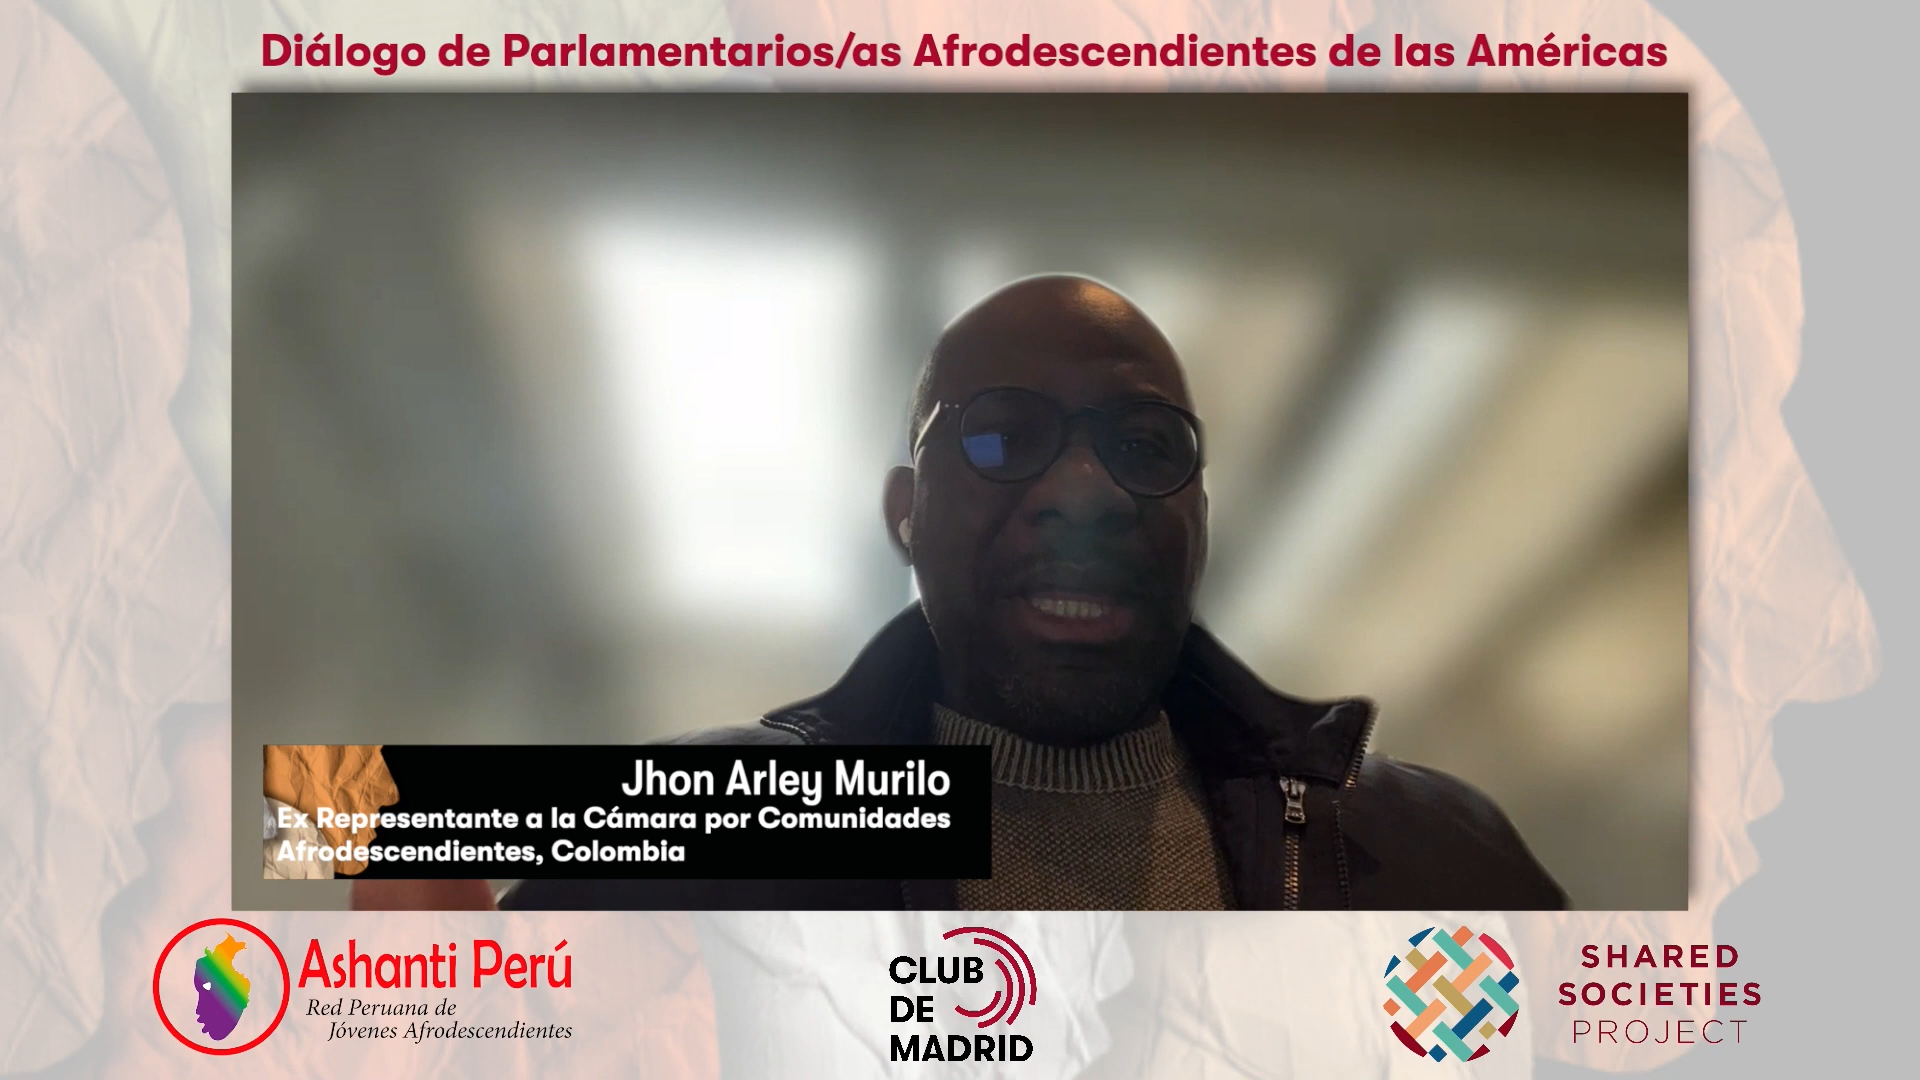 Diálogo de Parlamentarios/as Afrodescendientes de las Américas
Jhon Arley Murilo
Ex Representante a la Cámara por Comunidades
Afrodescendientes, Colombia
Ashanti Perú
Red Peruana de
Jóvenes Afrodescendientes
CLUB
DE
MADRID
SHARED
SOCIETIES
PROJECT